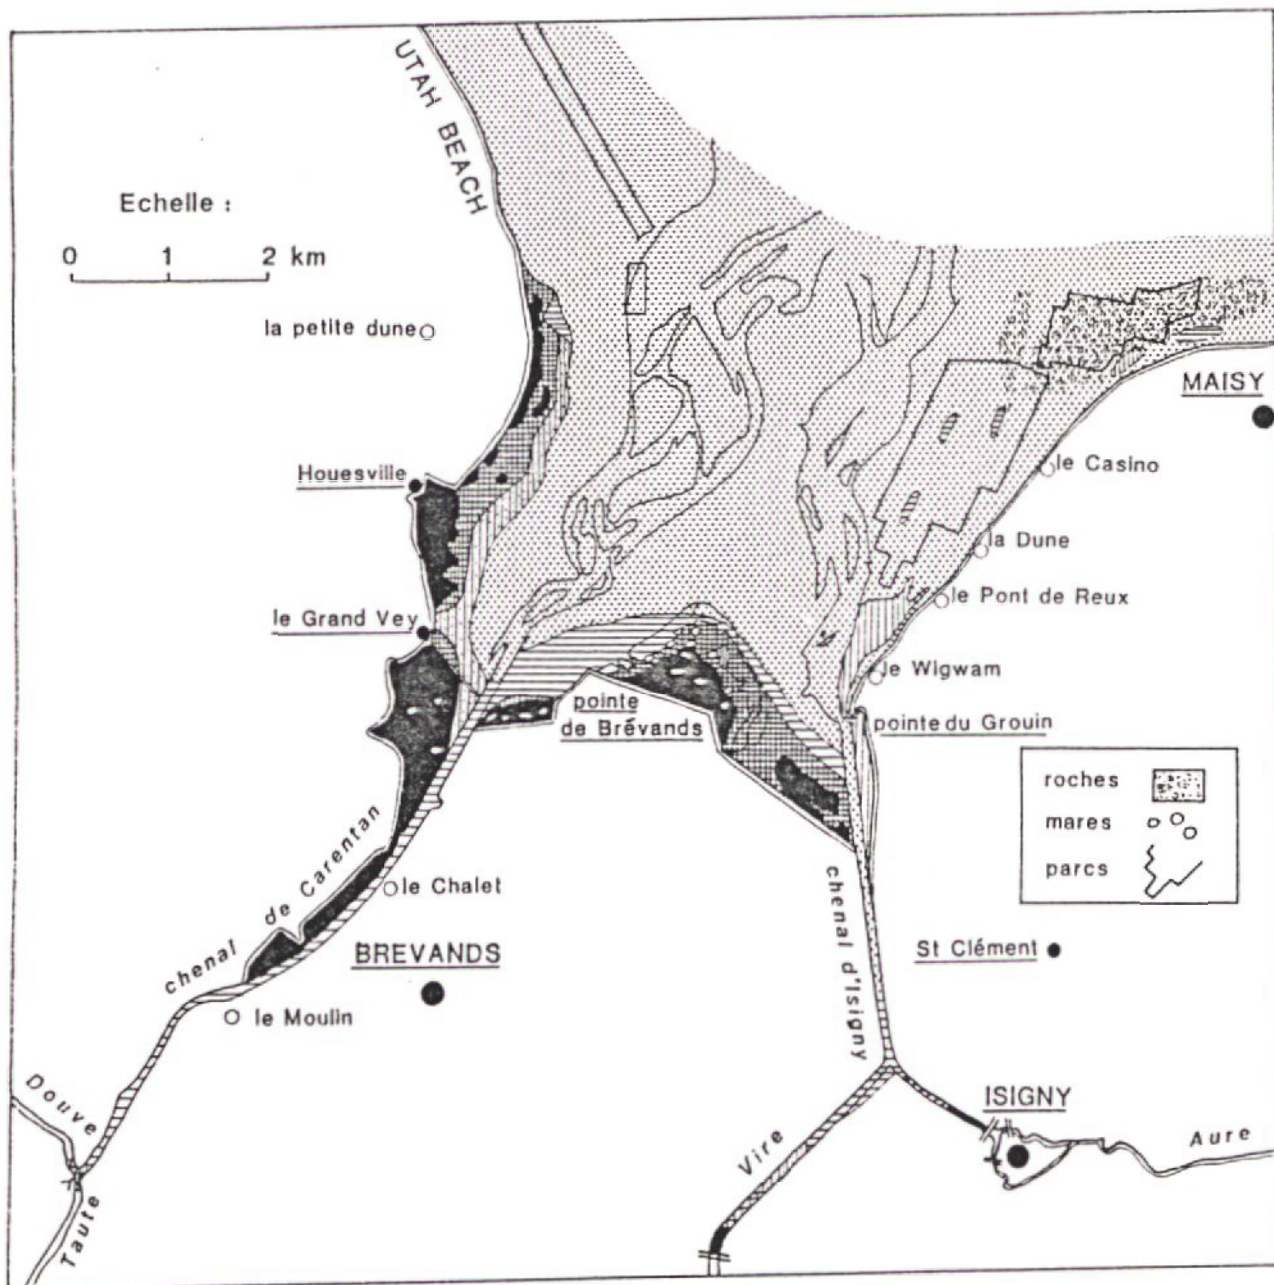 UTAH BEACH
Echelle :
0 1 2 km
la petite dune
MAISY
le Casino
Houesville
la Dune
le Pont de Reux
le Grand Vey
le Wigwam
pointe
de Brévands
pointe du Grouin
roches
mares
parcs
chenal de Carentan
le Chalet
chenal d'Isigny
St Clément
BREVANDS
le Moulin
Douve
ISIGNY
Vire
Aure
Taute